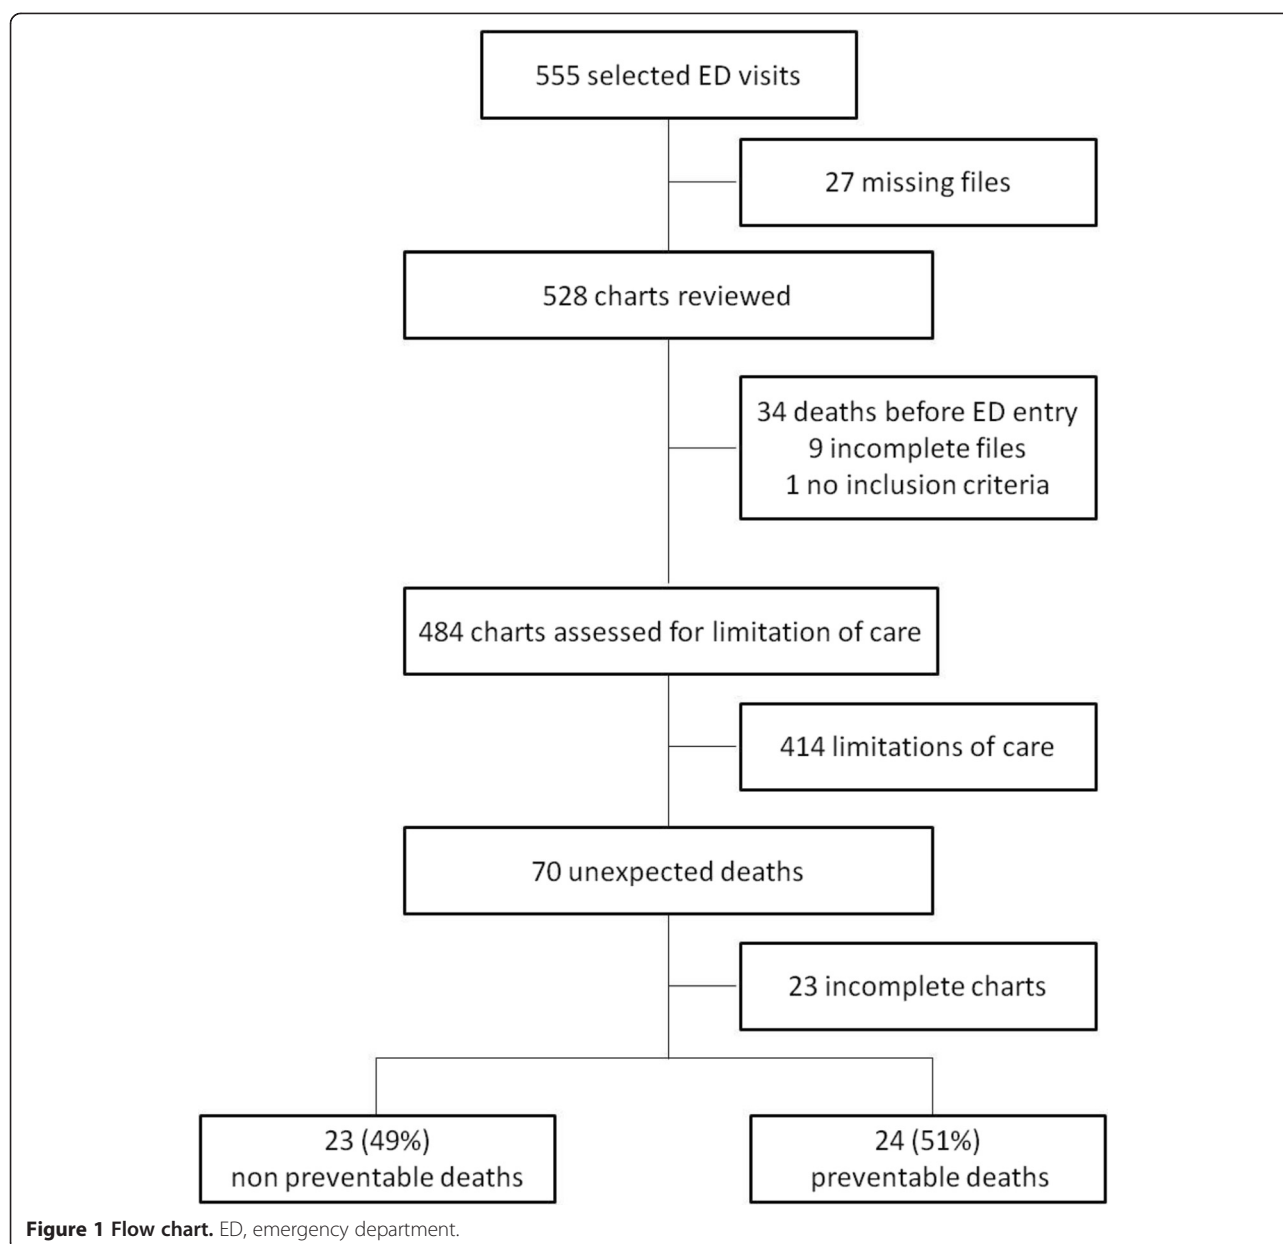 555 selected ED visits
27 missing files
528 charts reviewed
34 deaths before ED entry
9 incomplete files
1 no inclusion criteria
484 charts assessed for limitation of care
414 limitations of care
70 unexpected deaths
23 incomplete charts
23 (49%)
non preventable deaths
24 (51%)
preventable deaths
Figure 1 Flow chart. ED, emergency department.